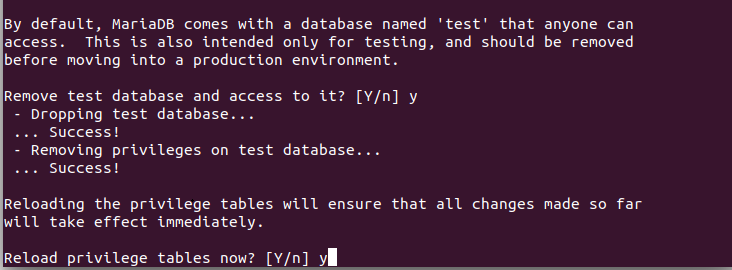 By default, MariaDB comes with a database named 'test' that anyone can
access.  This is also intended only for testing, and should be removed
before moving into a production environment.
Remove test database and access to it? [Y/n] y
 - Dropping test database...
 ... Success!
 - Removing privileges on test database...
 ... Success!
Reloading the privilege tables will ensure that all changes made so far
will take effect immediately.
Reload privilege tables now? [Y/n] y